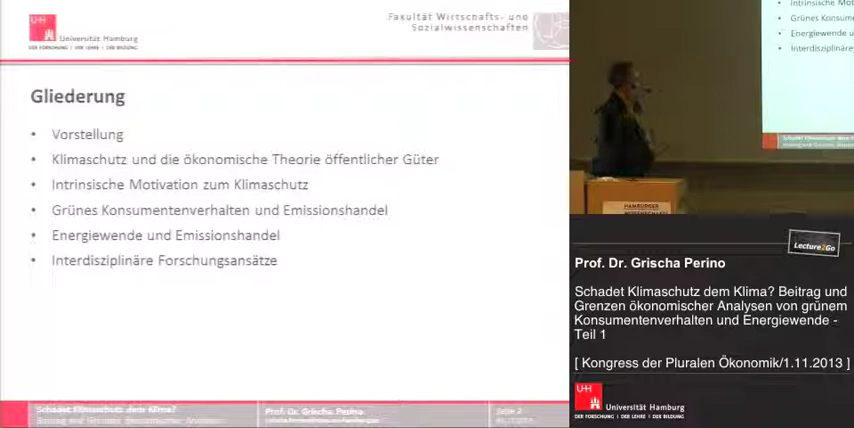 UH
Universität Hamburg
DER FORSCHUNG | DER LEHRE | DER BILDUNG
Fakultät Wirtschafts- und
Sozialwissenschaften
Gliederung
• Vorstellung
• Klimaschutz und die ökonomische Theorie öffentlicher Güter
• Intrinsische Motivation zum Klimaschutz
• Grünes Konsumentenverhalten und Emissionshandel
• Energiewende und Emissionshandel
• Interdisziplinäre Forschungsansätze
Schadet Klimaschutz dem Klima?
Prof. Dr. Grischa Perino
Seite 2
• Intrinsische Mot
• Grünes Konsume
• Energiewende u
• Interdisziplinäre
HAMBURGER
Lecture2Go
Prof. Dr. Grischa Perino
Schadet Klimaschutz dem Klima? Beitrag und
Grenzen ökonomischer Analysen von grünem
Konsumentenverhalten und Energiewende -
Teil 1
[ Kongress der Pluralen Ökonomik/1.11.2013 ]
UH
Universität Hamburg
DER FORSCHUNG | DER LEHRE | DER BILDUNG